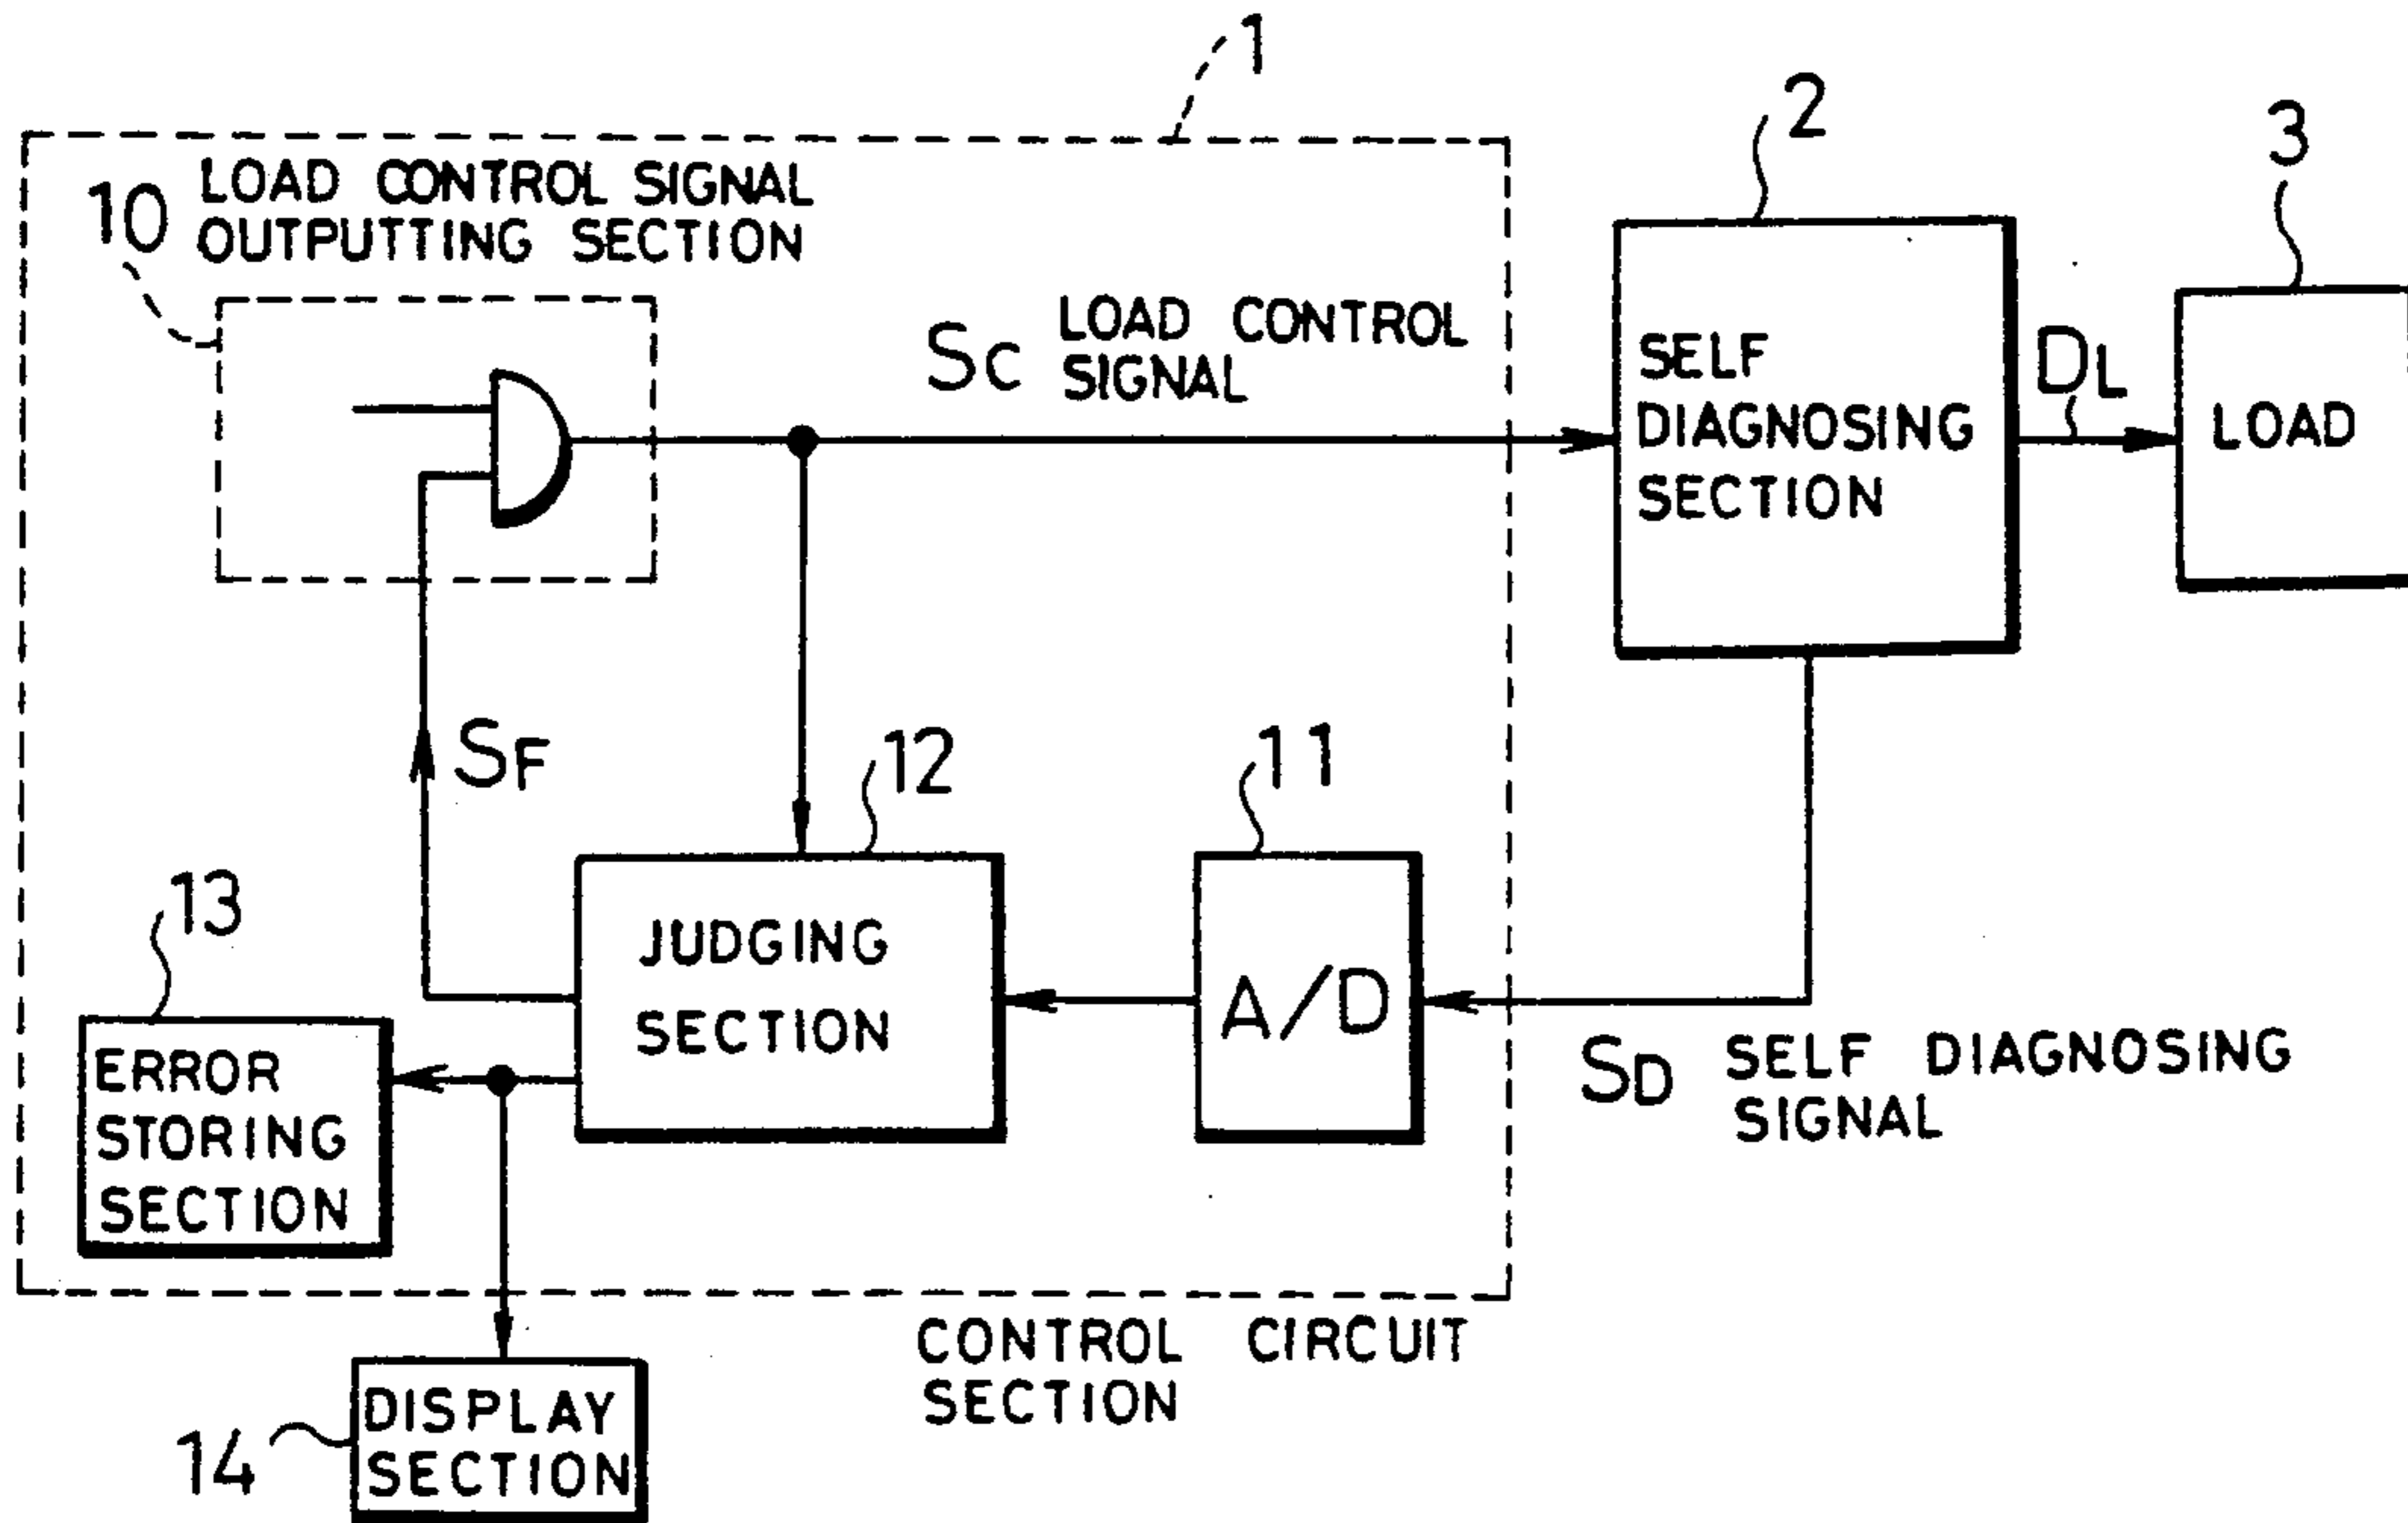 1
2
3
10
LOAD CONTROL SIGNAL
OUTPUTTING SECTION
SC
LOAD CONTROL
SIGNAL
SELF
DIAGNOSING
SECTION
DL
LOAD
SF
12
11
13
JUDGING
SECTION
A/D
SD
SELF DIAGNOSING
SIGNAL
ERROR
STORING
SECTION
CONTROL CIRCUIT
SECTION
14
DISPLAY
SECTION